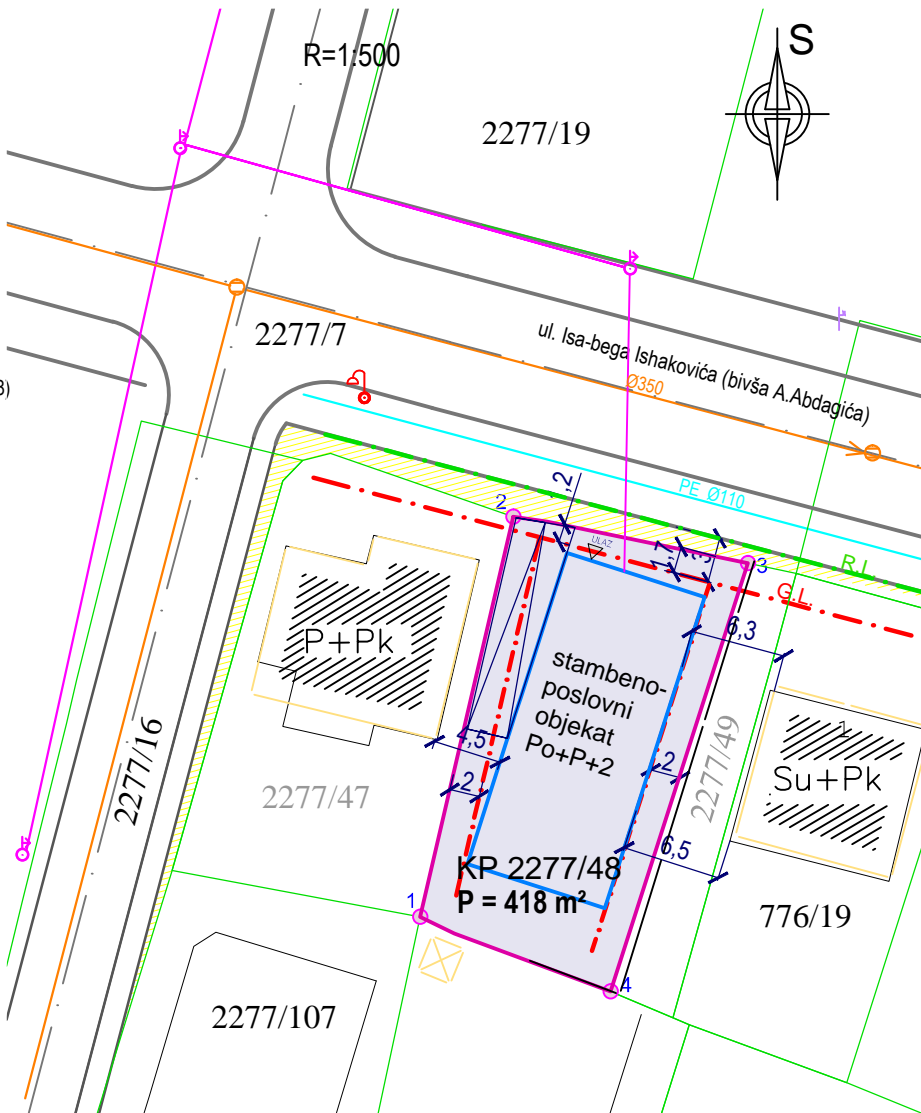 R=1:500
S
2277/19
2277/7
ul. Isa-bega Ishakovića (bivša A.Abdagića)
Ø350
PE Ø110
2
ULAZ
3
R.L.
G.L.
6,3
P+Pk
stambeno-
poslovni
objekat
Po+P+2
4,5
2
2
2277/49
1
Su+Pk
2277/16
2277/47
6,5
KP 2277/48
P = 418 m²
1
776/19
4
2277/107